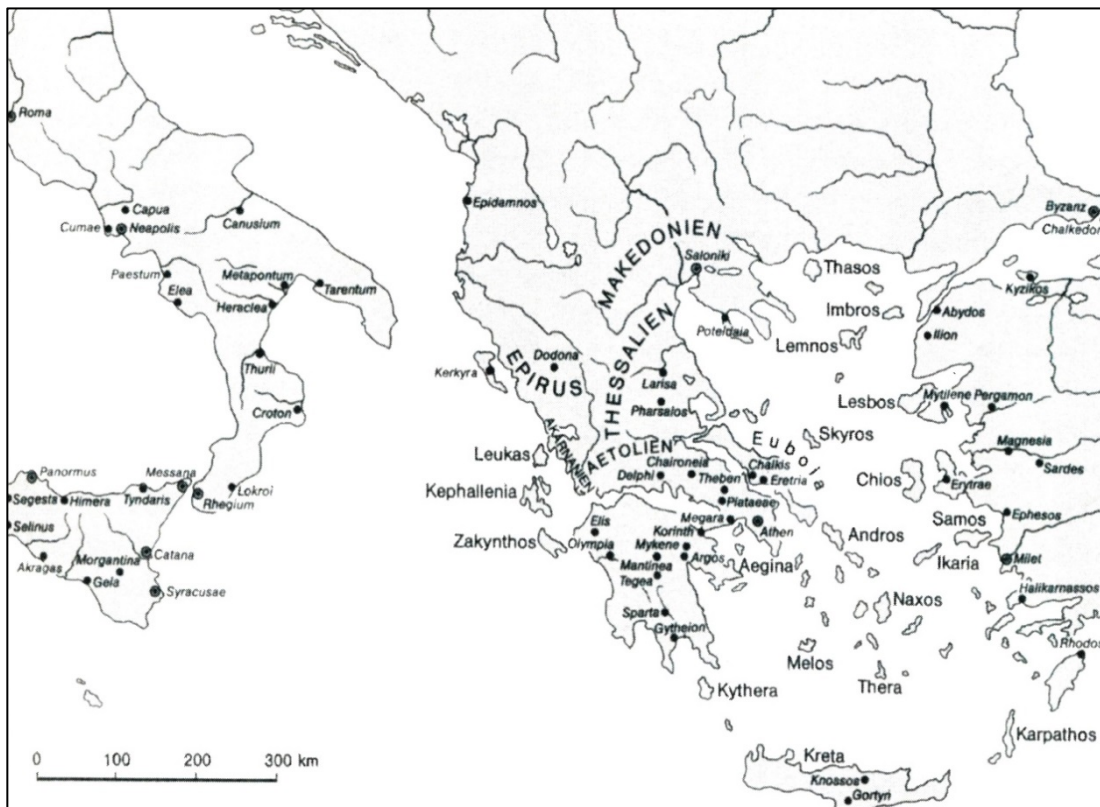 Roma
Capua
Cumae
Neapolis
Canusium
Paestum
Elea
Metapontum
Tarentum
Heraclea
Thurii
Croton
Panormus
Messana
Segesta
Himera
Tyndaris
Rhegium
Lokroi
Selinus
Catana
Akragas
Morgantina
Gela
Syracusae
0 100 200 300 km
Epidamnos
MAKEDONIEN
Saloniki
Poteidaia
THESSALIEN
EPIRUS
Dodona
Kerkyra
Larisa
Pharsalos
AKARNANIEN
AETOLIEN
Leukas
Kephallenia
Zakynthos
Chaironeia
Delphi
Theben
Chalkis
Eretria
Euboia
Plataeae
Megara
Athen
Elis
Korinth
Olympia
Mykene
Argos
Aegina
Mantinea
Tegea
Sparta
Gytheion
Kythera
Byzanz
Chalkedon
Thasos
Imbros
Lemnos
Kyzikos
Abydos
Ilion
Lesbos
Mytilene
Pergamon
Skyros
Magnesia
Sardes
Chios
Erytrae
Andros
Samos
Ephesos
Ikaria
Milet
Naxos
Halikarnassos
Melos
Thera
Rhodos
Karpathos
Kreta
Knossos
Gortyn